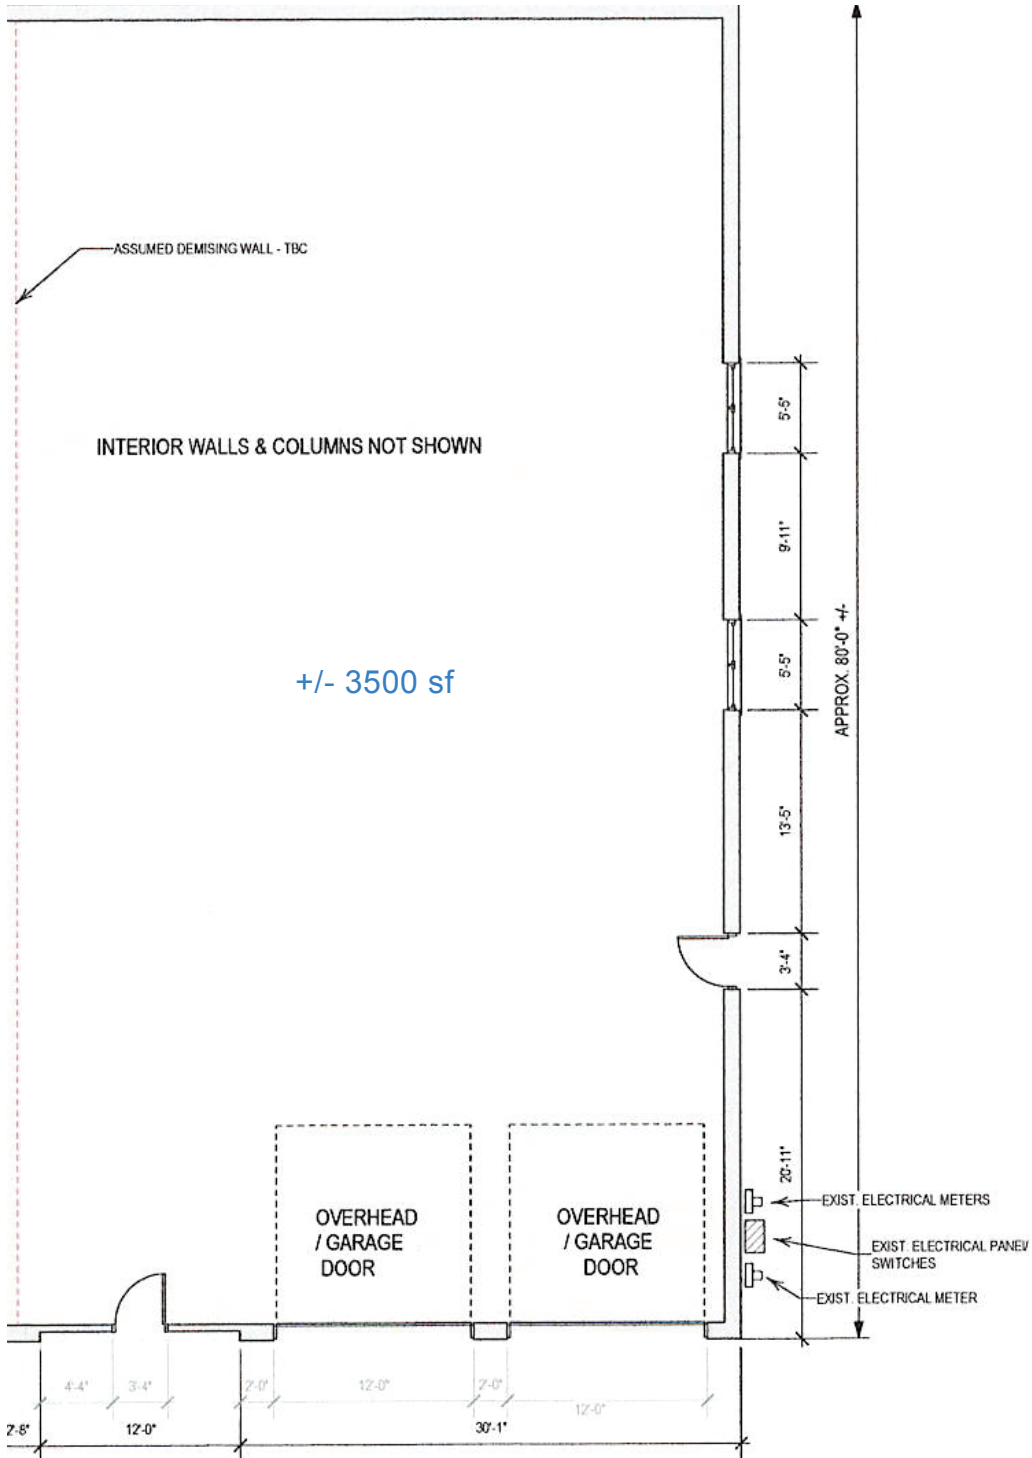 ASSUMED DEMISING WALL - TBC
5'-5"
INTERIOR WALLS & COLUMNS NOT SHOWN
9'-11"
5'-5"
APPROX. 80'-0" +/-
+/- 3500 sf
13'-5"
3'-4"
20'-11"
EXIST. ELECTRICAL METERS
OVERHEAD
/ GARAGE
DOOR
OVERHEAD
/ GARAGE
DOOR
EXIST. ELECTRICAL PANEL/
SWITCHES
EXIST. ELECTRICAL METER
4'-4"
3'-4"
2'-0"
12'-0"
2'-0"
12'-0"
2'-8"
12'-0"
30'-1"